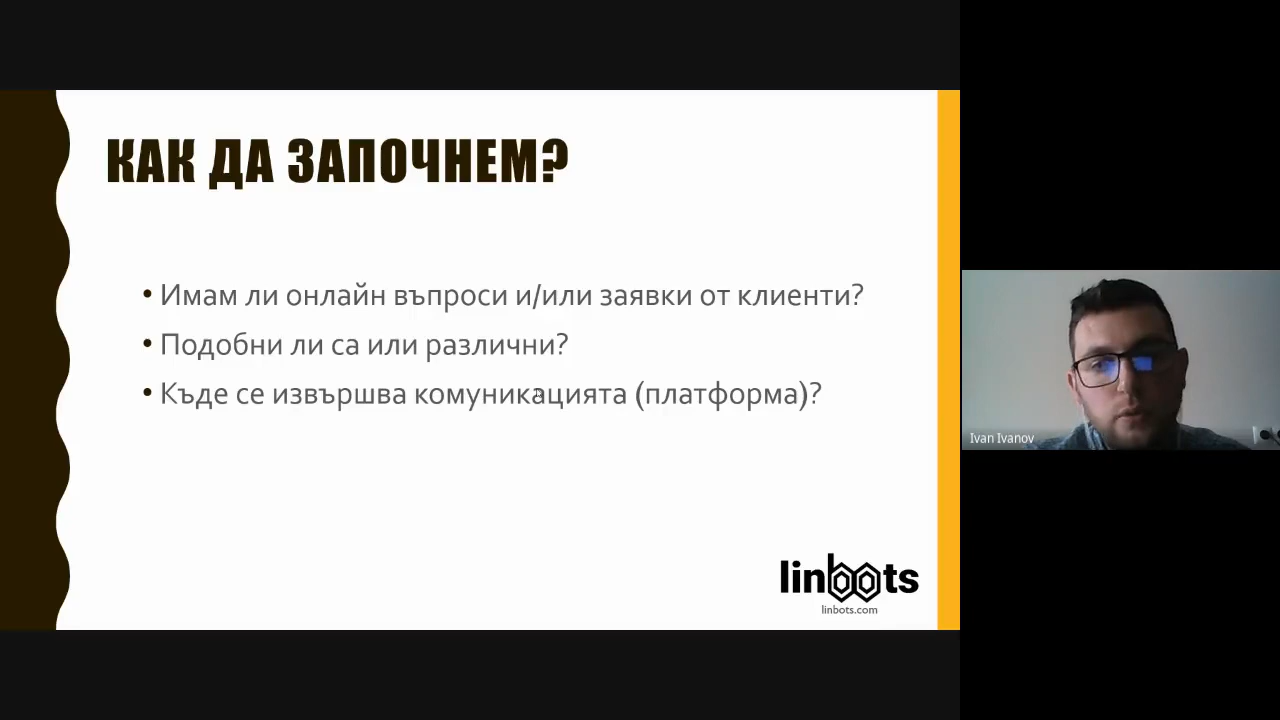 КАК ДА ЗАПОЧНЕМ?
• Имам ли онлайн въпроси и/или заявки от клиенти?
• Подобни ли са или различни?
• Къде се извършва комуникацията (платформа)?
linbots
linbots.com
Ivan Ivanov